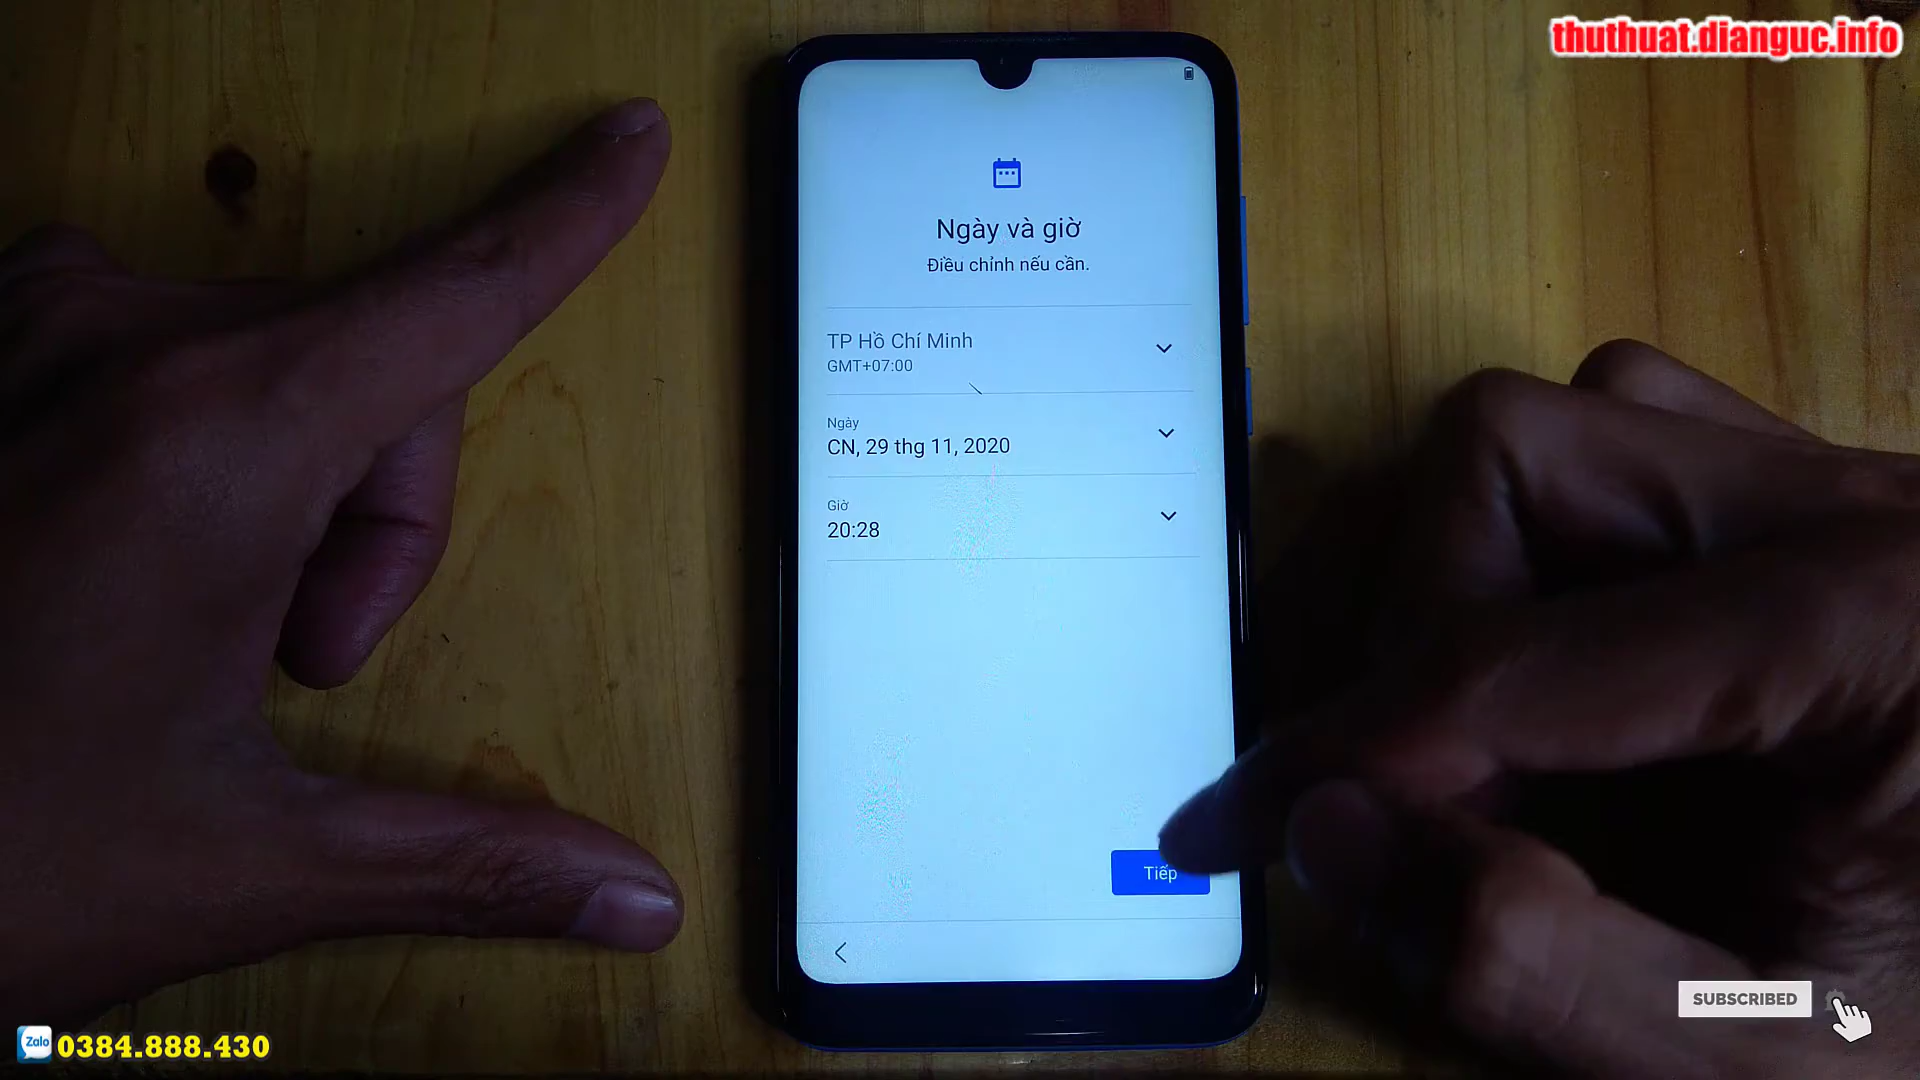 thuthuat.dianguc.info
Ngày và giờ
Điều chỉnh nếu cần.
TP Hồ Chí Minh
GMT+07:00
Ngày
CN, 29 thg 11, 2020
Giờ
20:28
Tiếp
SUBSCRIBED
Zalo 0384.888.430